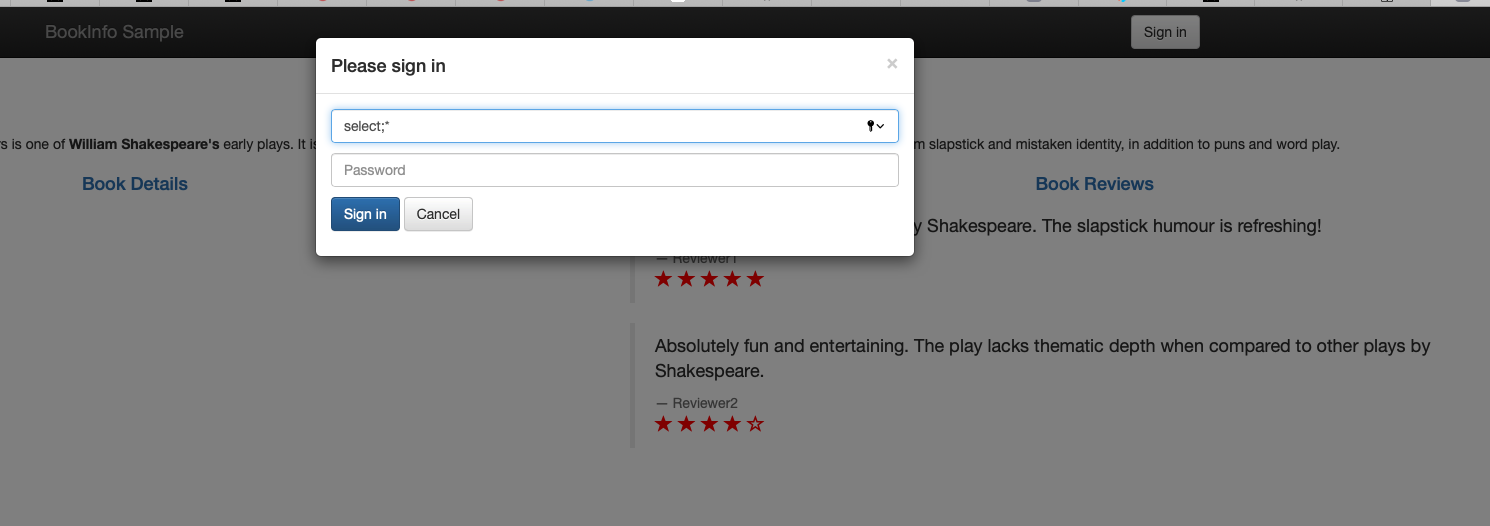 BookInfo Sample
Sign in
Please sign in
×
select;*
Password
Sign in Cancel
is one of William Shakespeare's early plays. It
slapstick and mistaken identity, in addition to puns and word play.
Book Details
Book Reviews
Shakespeare. The slapstick humour is refreshing!
— Reviewer1
Absolutely fun and entertaining. The play lacks thematic depth when compared to other plays by
Shakespeare.
— Reviewer2